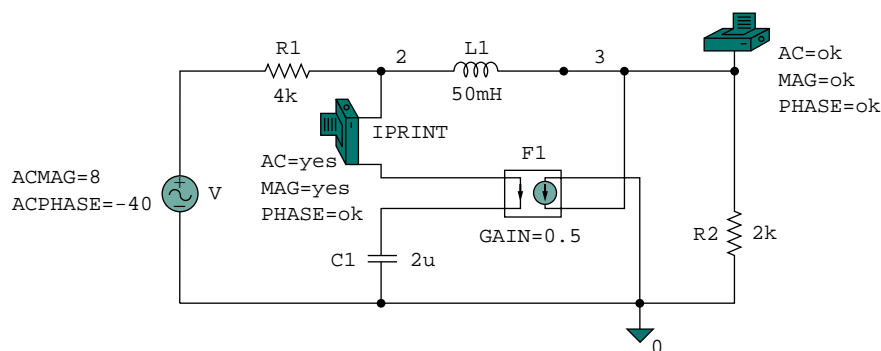 R1
4k
2
L1
50mH
3
AC=ok
MAG=ok
PHASE=ok
IPRINT
AC=yes
MAG=yes
PHASE=ok
F1
GAIN=0.5
ACMAG=8
ACPHASE=-40
V
C1
2u
R2
2k
0